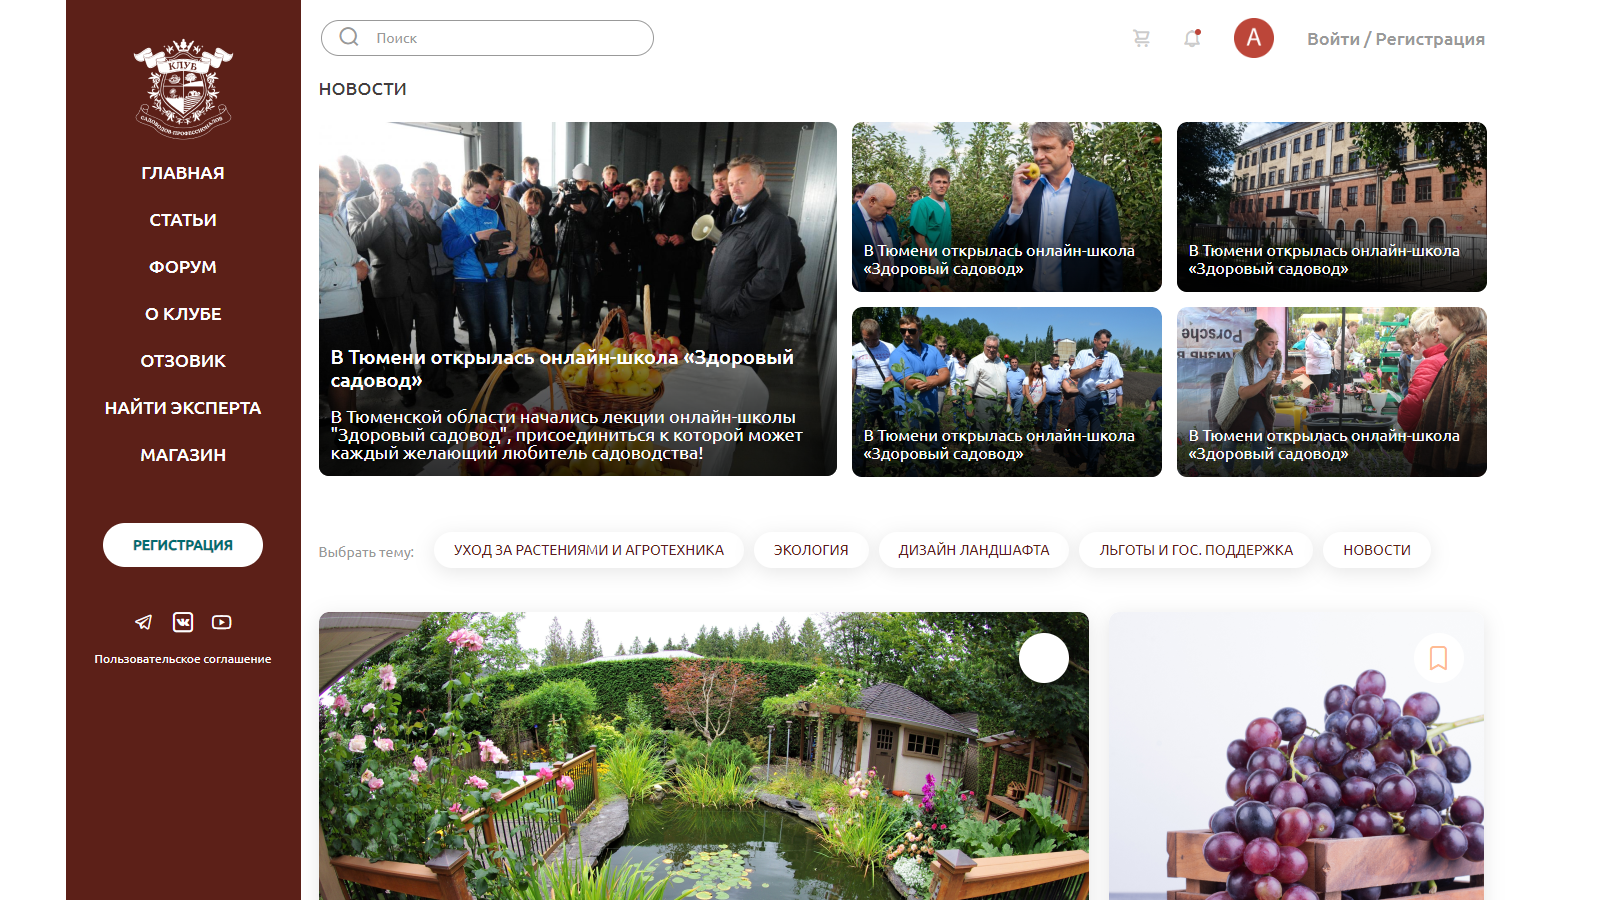 КЛУБ
САДОВОДОВ-ПРОФЕССИОНАЛОВ
ГЛАВНАЯ
СТАТЬИ
ФОРУМ
О КЛУБЕ
ОТЗОВИК
НАЙТИ ЭКСПЕРТА
МАГАЗИН
РЕГИСТРАЦИЯ
Пользовательское соглашение
Поиск
А
Войти / Регистрация
НОВОСТИ
В Тюмени открылась онлайн-школа «Здоровый
садовод»
В Тюменской области начались лекции онлайн-школы
"Здоровый садовод", присоединиться к которой может
каждый желающий любитель садоводства!
В Тюмени открылась онлайн-школа
«Здоровый садовод»
В Тюмени открылась онлайн-школа
«Здоровый садовод»
В Тюмени открылась онлайн-школа
«Здоровый садовод»
Porsche
В Тюмени открылась онлайн-школа
«Здоровый садовод»
Выбрать тему:
УХОД ЗА РАСТЕНИЯМИ И АГРОТЕХНИКА
ЭКОЛОГИЯ
ДИЗАЙН ЛАНДШАФТА
ЛЬГОТЫ И ГОС. ПОДДЕРЖКА
НОВОСТИ